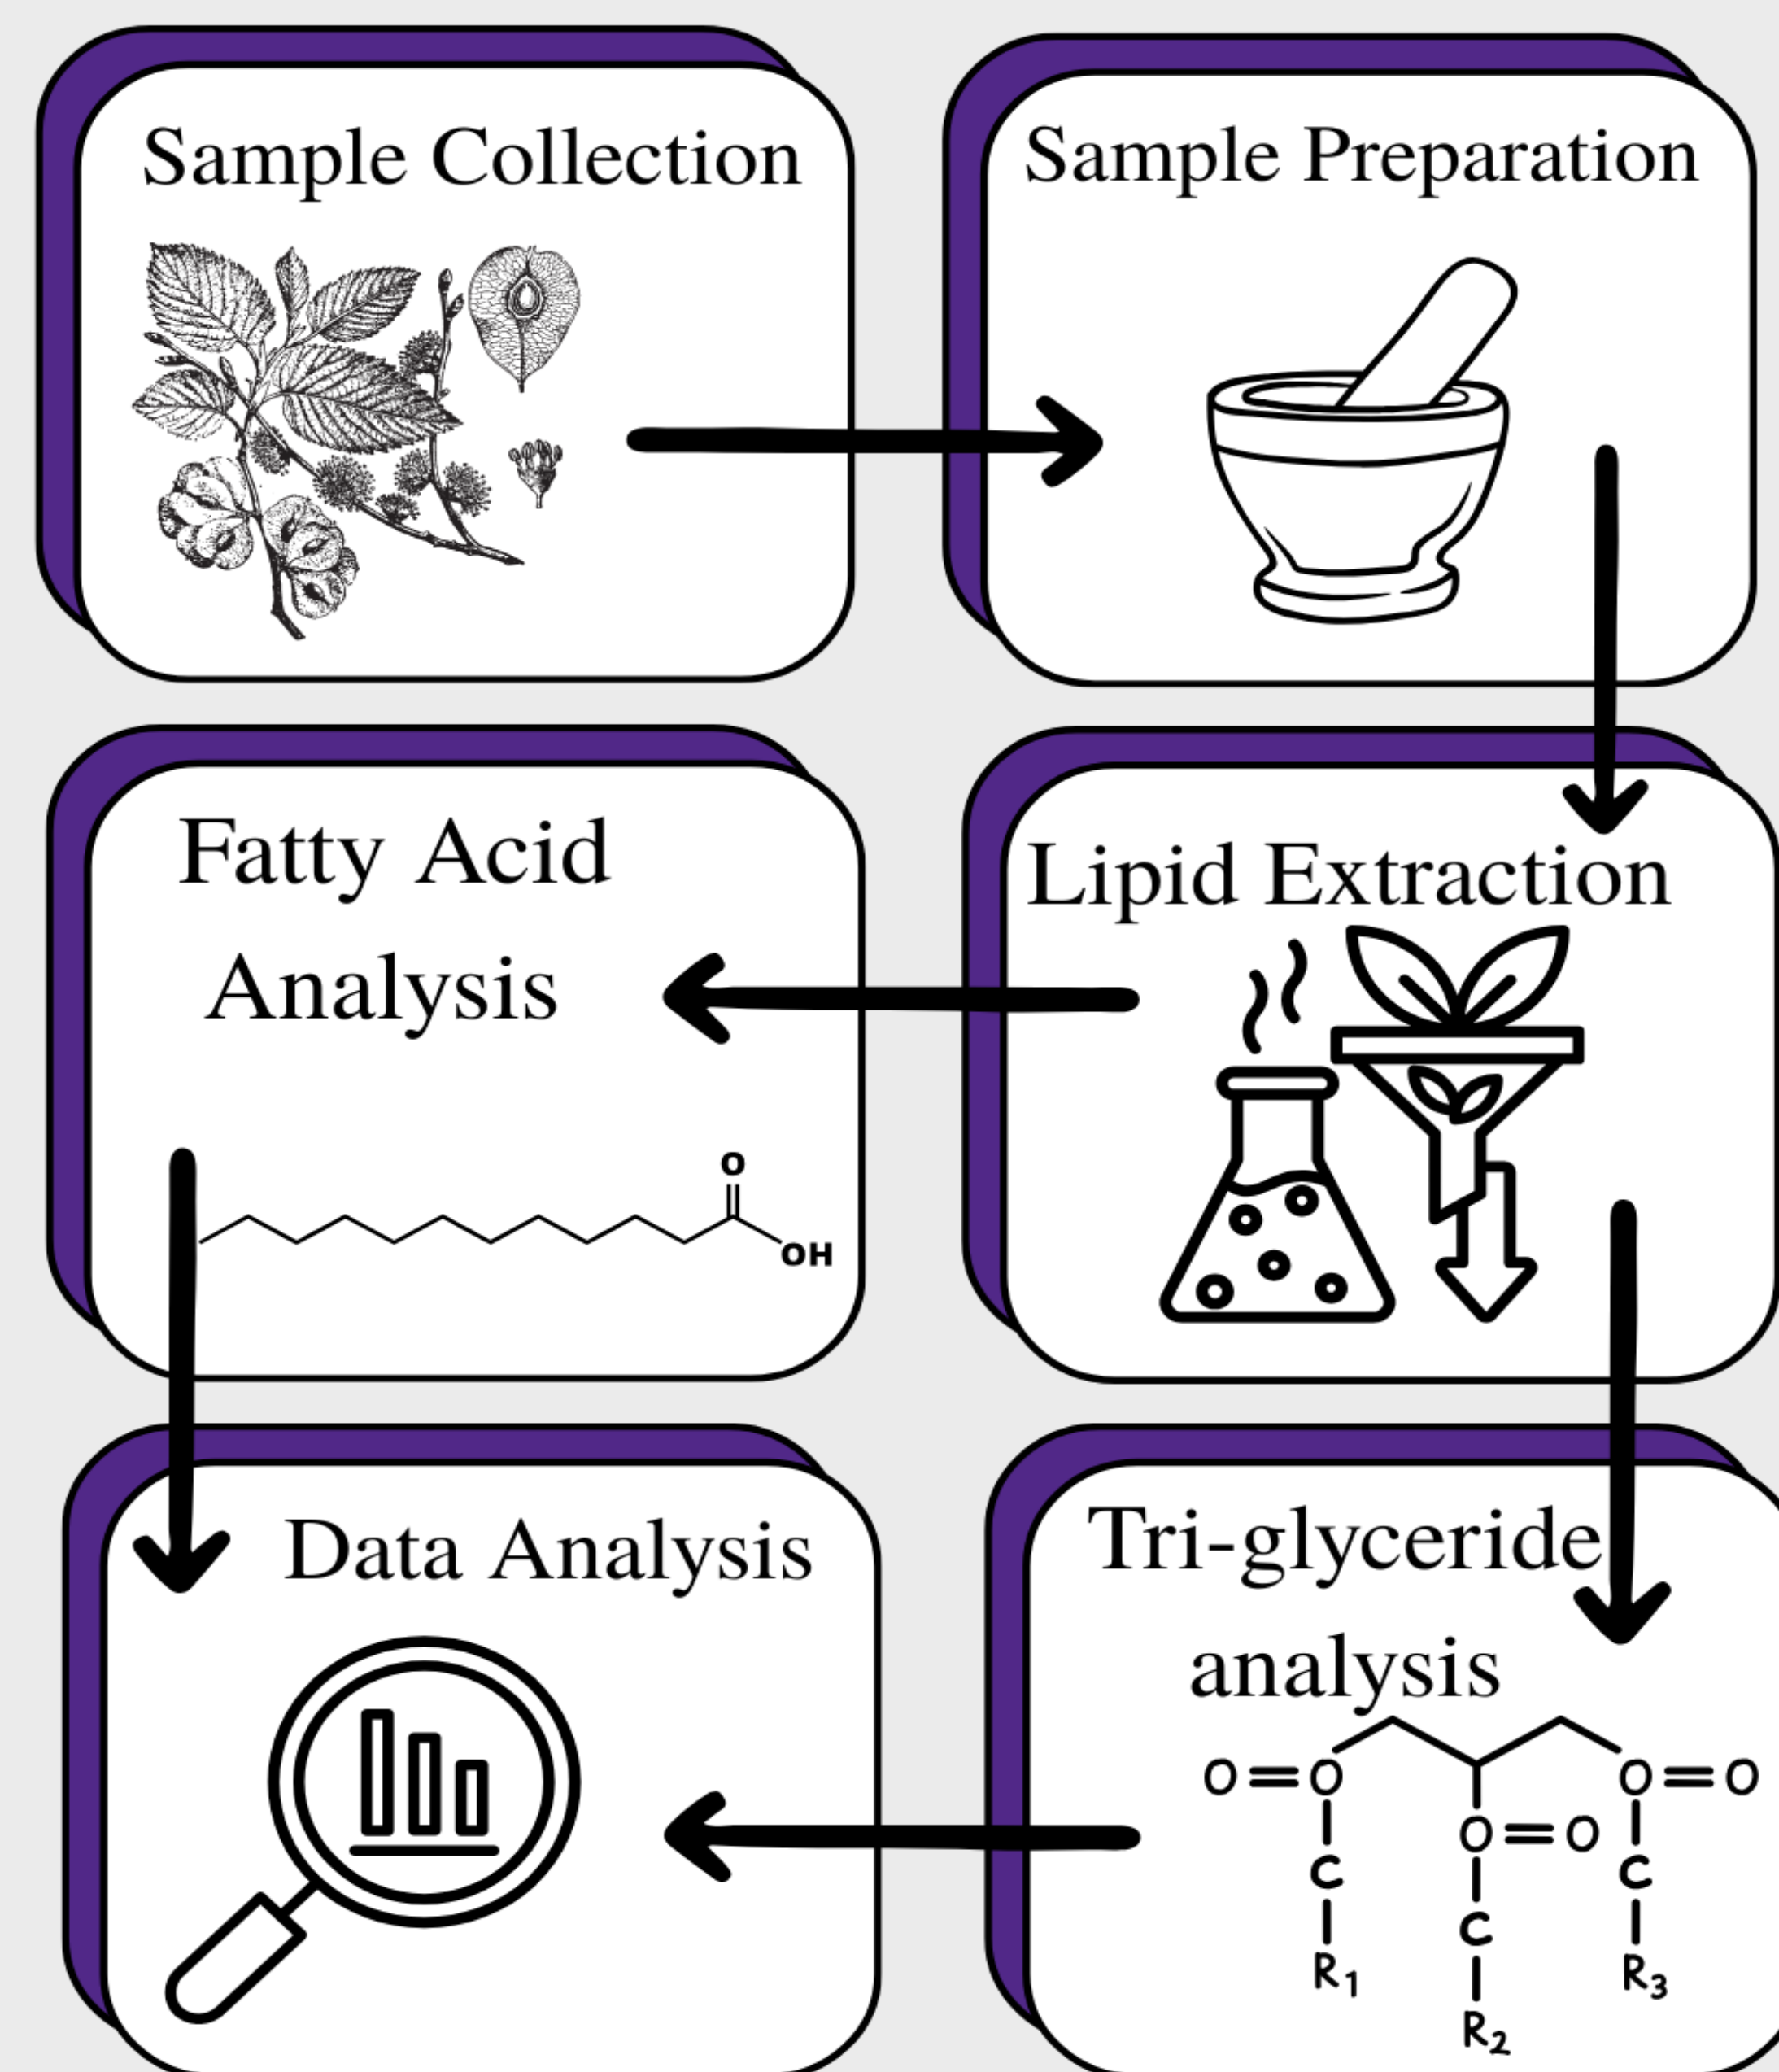 Sample Collection
Sample Preparation
Fatty Acid
Analysis
O
OH
Lipid Extraction
Data Analysis
Tri-glyceride
analysis
O=O O=O
O=O
C C
C
R1 R3
R2